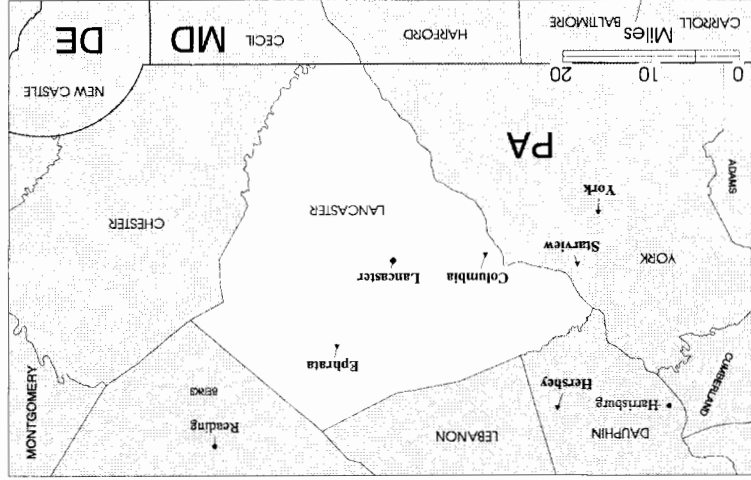 DAUPHIN
LEBANON
Reading
Harrisburg
Hershey
BERKS
CUMBERLAND
MONTGOMERY
Ephrata
YORK
Starview
Columbia
Lancaster
CHESTER
LANCASTER
York
ADAMS
PA
NEW CASTLE
0 10 20
Miles
CARROLL
BALTIMORE
HARFORD
CECIL
MD
DE